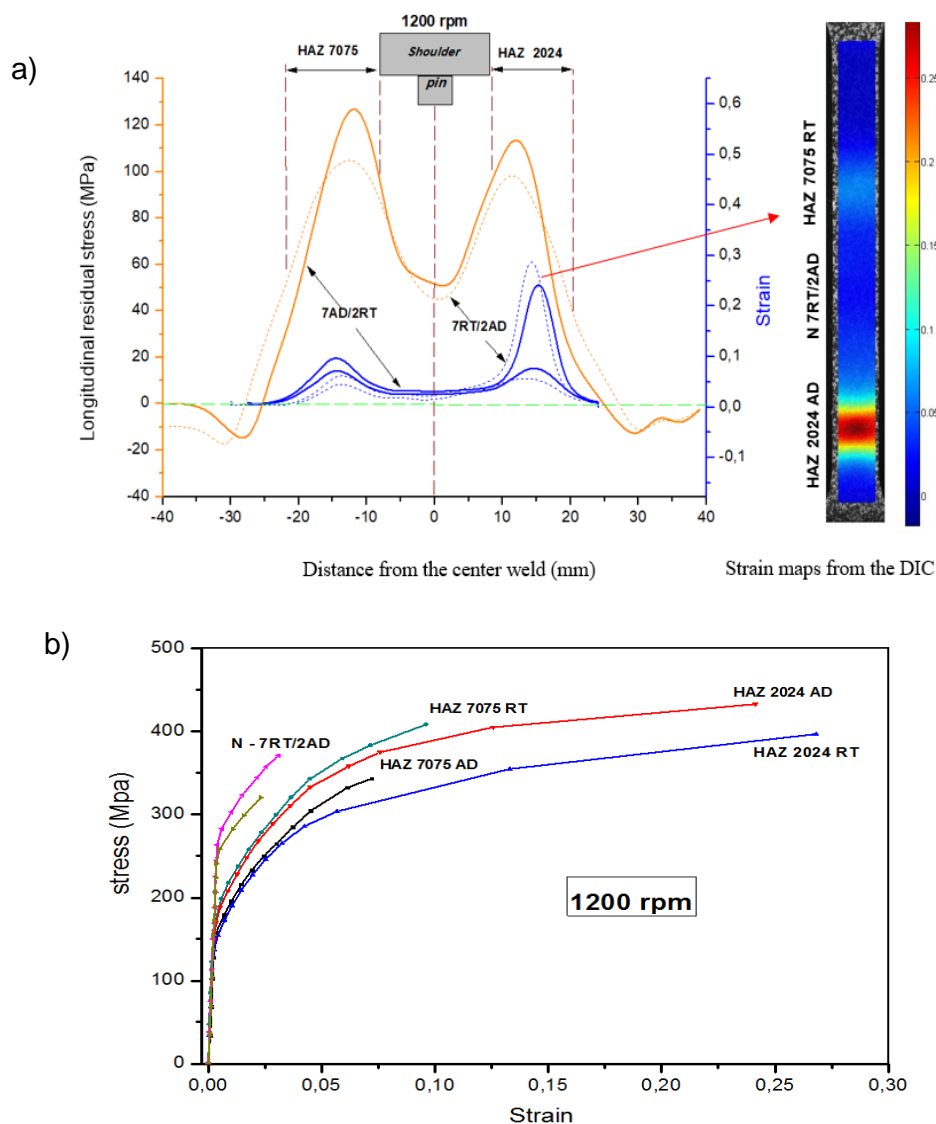 a)
1200 rpm
HAZ 7075
Shoulder
HAZ 2024
pin
140
120
100
80
60
40
20
0
-20
-40
Longitudinal residual stress (MPa)
7AD/2RT
7RT/2AD
0,6
0,5
0,4
0,3
0,2
0,1
0,0
-0,1
Strain
-40
-30
-20
-10
0
10
20
30
40
Distance from the center weld (mm)
HAZ 7075 RT
N 7RT/2AD
HAZ 2024 AD
0.25
0.2
0.15
0.1
0.05
0
Strain maps from the DIC
b)
500
400
300
200
100
0
stress (Mpa)
N - 7RT/2AD
HAZ 7075 RT
HAZ 7075 AD
HAZ 2024 AD
HAZ 2024 RT
1200 rpm
0,00
0,05
0,10
0,15
0,20
0,25
0,30
Strain